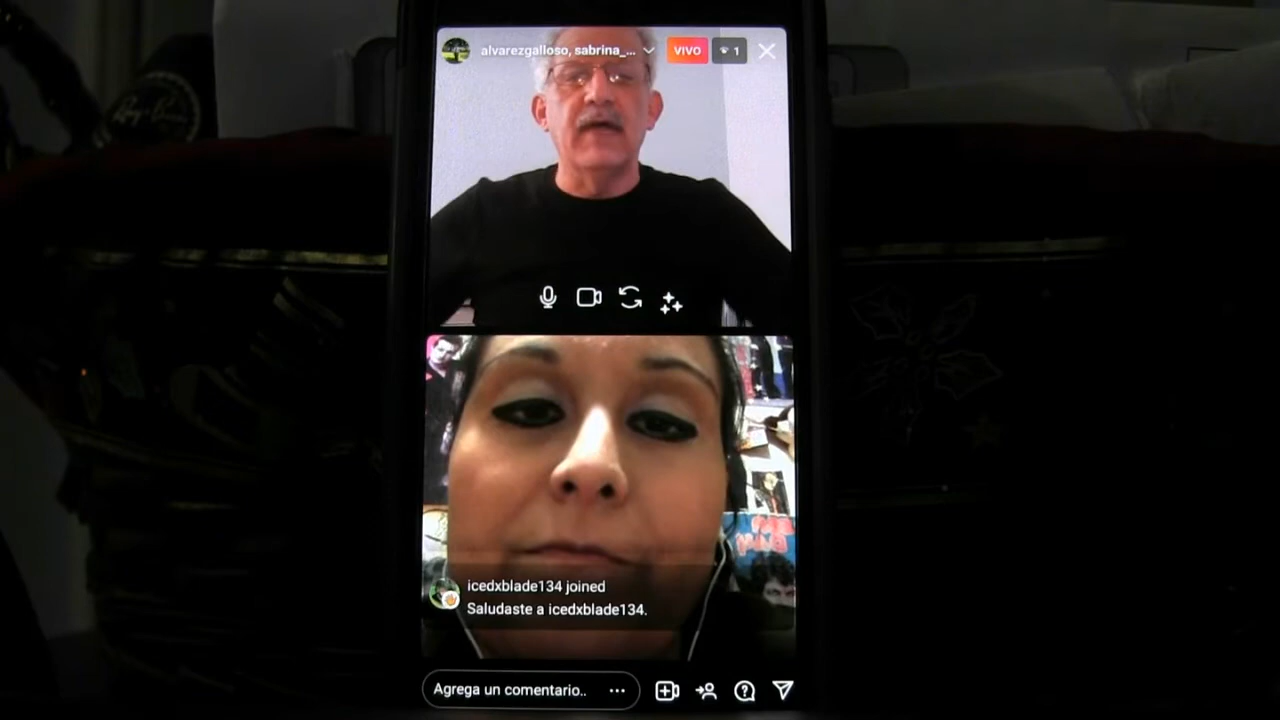 alvarezgalloso, sabrina_...
VIVO
1
icedxblade134 joined
Saludaste a icedxblade134.
Agrega un comentario..